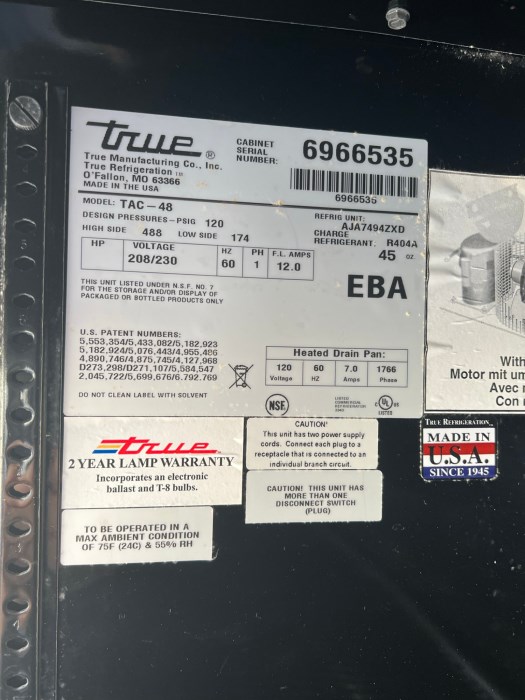 true®
True Manufacturing Co., Inc.
True Refrigeration TM
O'Fallon, MO 63366
MADE IN THE USA
CABINET
SERIAL
NUMBER:
6966535
6966535
MODEL: TAC-48
DESIGN PRESSURES-PSIG 120
HIGH SIDE 488 LOW SIDE 174
REFRIG UNIT:
AJA7494ZXD
CHARGE
REFRIGERANT. R404A
45 OZ.
HP VOLTAGE HZ PH F.L. AMPS
208/230 60 1 12.0
EBA
THIS UNIT LISTED UNDER N.S.F. NO. 7
FOR THE STORAGE AND/OR DISPLAY OF
PACKAGED OR BOTTLED PRODUCTS ONLY
U.S. PATENT NUMBERS:
5,553,354/5,433,082/5,182,923
5,182,924/5,076,443/4,955,486
4,890,746/4,875,745/4,127,968
D273,298/D271,107/5,584,547
2,045,722/5,699,676/6,792,769
DO NOT CLEAN LABEL WITH SOLVENT
Heated Drain Pan:
120 60 7.0 1766
Voltage HZ Amps Phase
NSF
LISTED
COMMERCIAL
REFRIGERATOR
UL
LISTED
true
2 YEAR LAMP WARRANTY
Incorporates an electronic
ballast and T-8 bulbs.
CAUTION!
This unit has two power supply
cords. Connect each plug to a
receptacle that is connected to an
individual branch circuit.
CAUTION! THIS UNIT HAS
MORE THAN ONE
DISCONNECT SWITCH
(PLUG)
TO BE OPERATED IN A
MAX AMBIENT CONDITION
OF 75F (24C) & 55% RH
TRUE REFRIGERATION
MADE IN
U.S.A.
SINCE 1945
With
Motor mit um
Avec
Con